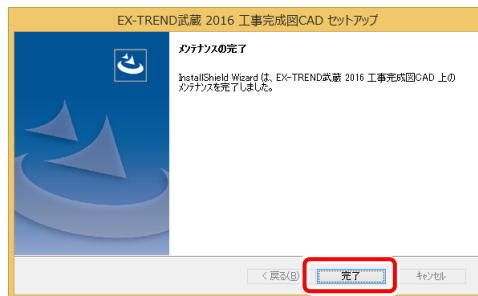 EX-TREND武蔵 2016 工事完成図CAD セットアップ
メンテナンスの完了
InstallShield Wizard は、EX-TREND武蔵 2016 工事完成図CAD 上の
メンテナンスを完了しました。
< 戻る(B) 完了 キャンセル